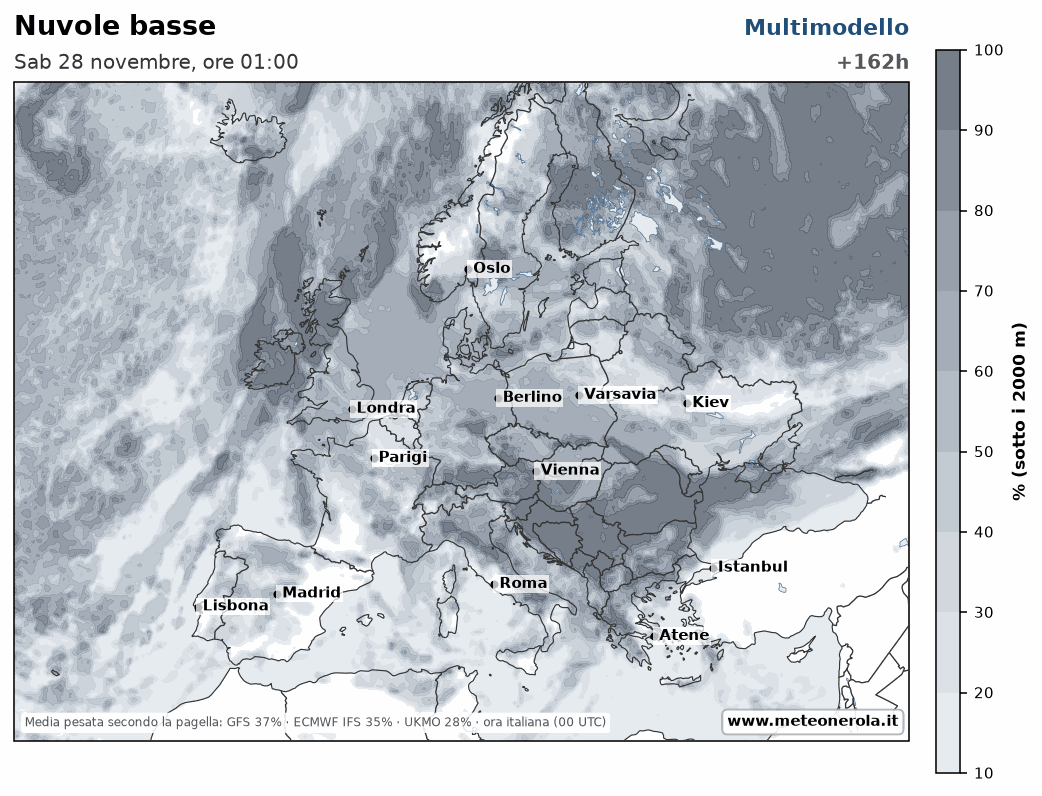 Nuvole basse
Multimodello
Sab 28 novembre, ore 01:00
+162h
100
90
80
70
60
50
40
30
20
10
% (sotto i 2000 m)
Oslo
Berlino
Varsavia
Kiev
Londra
Parigi
Vienna
Istanbul
Roma
Madrid
Lisbona
Atene
Media pesata secondo la pagella: GFS 37% · ECMWF IFS 35% · UKMO 28% · ora italiana (00 UTC)
www.meteonerola.it